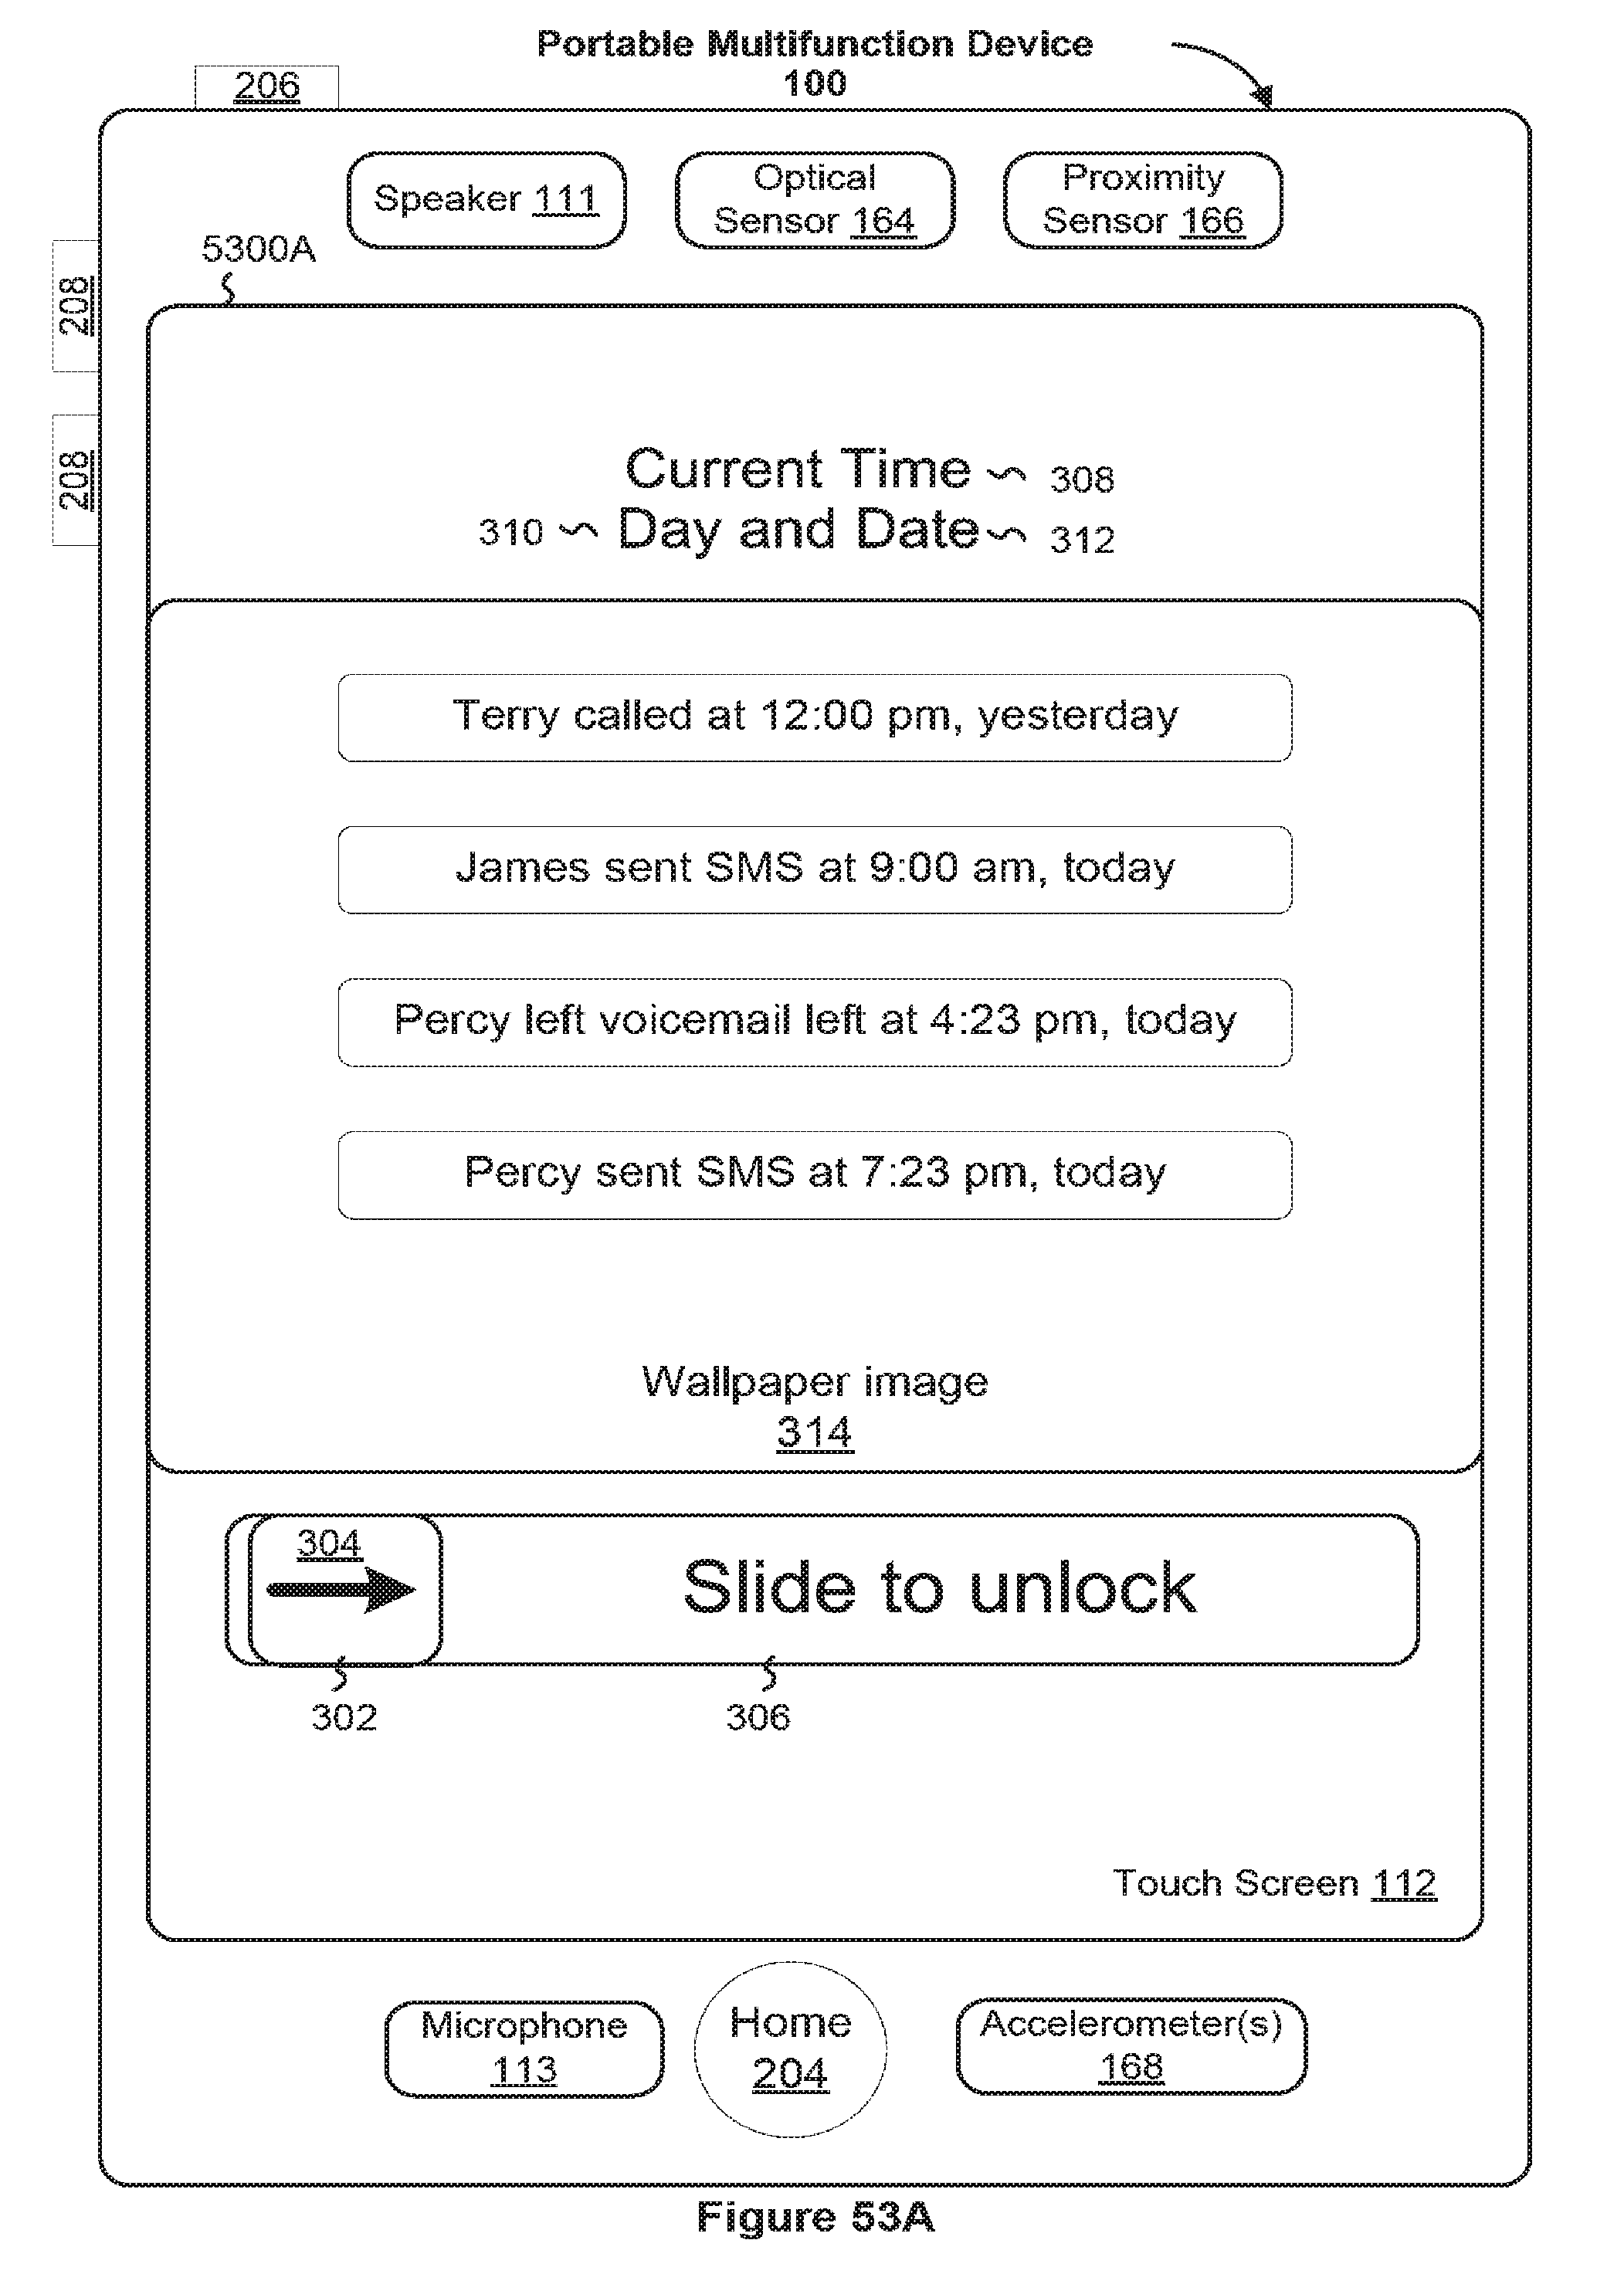 Portable Multifunction Device
100
206
Speaker 111
Optical
Sensor 164
Proximity
Sensor 166
5300A
208
208
Current Time 308
310 Day and Date 312
Terry called at 12:00 pm, yesterday
James sent SMS at 9:00 am, today
Percy left voicemail left at 4:23 pm, today
Percy sent SMS at 7:23 pm, today
Wallpaper image
314
304
Slide to unlock
302
306
Touch Screen 112
Microphone
113
Home
204
Accelerometer(s)
168
Figure 53A